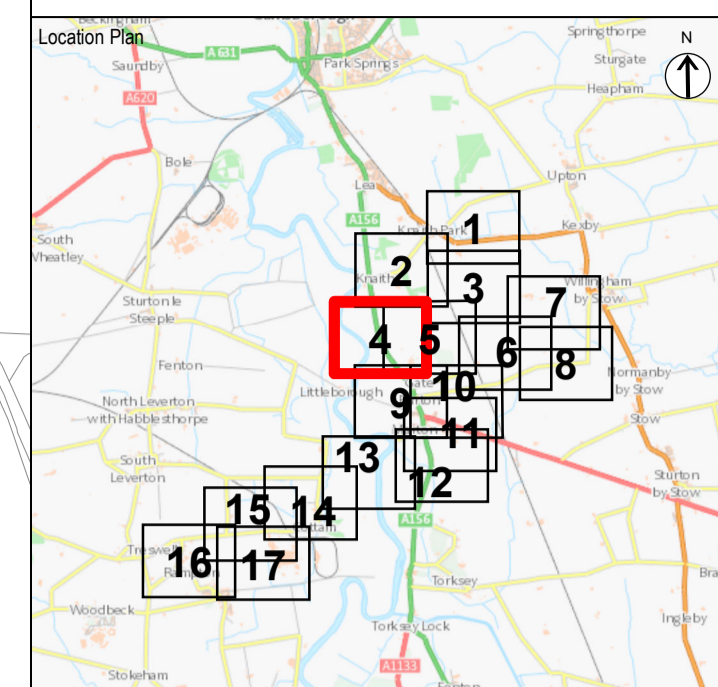 Beckingham
Springthorpe
N
Location Plan
A 631
Saundby
Park Springs
Sturgate
A620
Heapham
Bole
Upton
Lea
A156
Knaith Park
1
Kexby
South
Wheatley
2
Knaith
3
Willingham
by Stow
7
Sturton le
Steeple
4
5
6
8
Fenton
Normanby
by Stow
Littleborough
Gate
10
North Leverton
with Habblesthorpe
9
Stow
11
South
Leverton
13
12
Sturton
by Stow
15
14
A156
Treswell
16
17
Torksey
Woodbeck
Torksey Lock
Ingleby
A1133
Stokeham